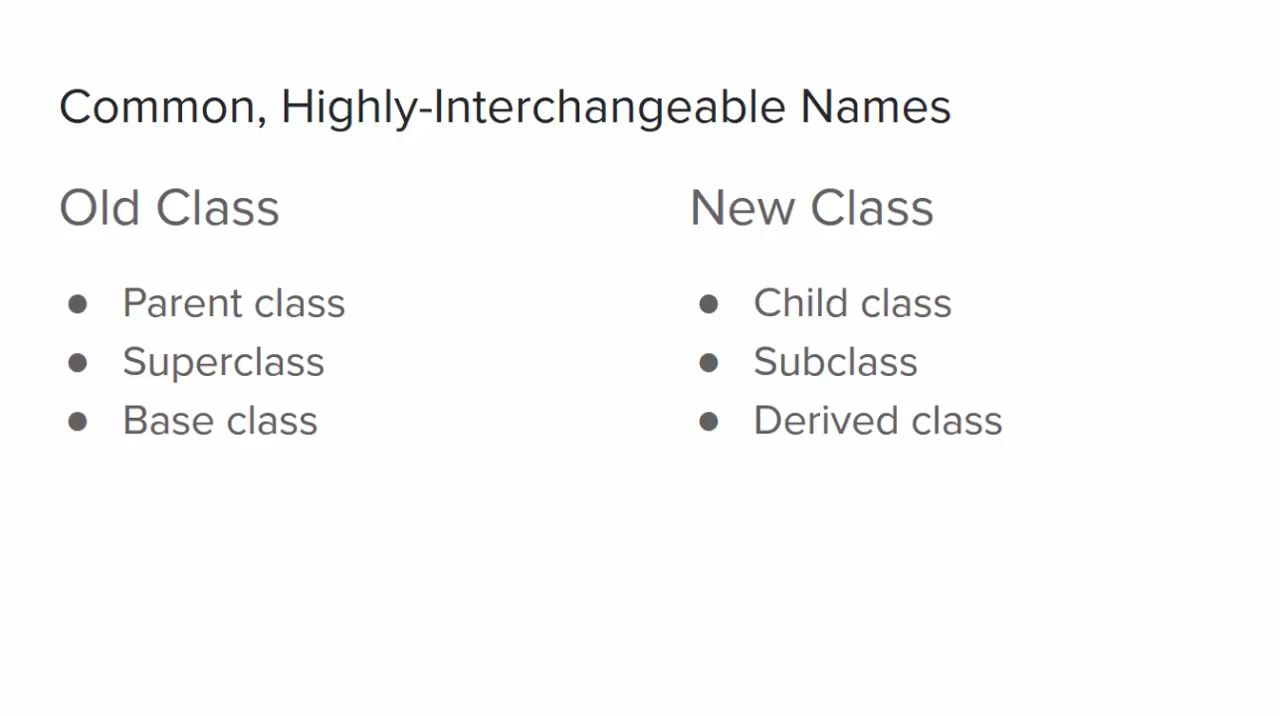 Common, Highly-Interchangeable Names
Old Class
● Parent class
● Superclass
● Base class
New Class
● Child class
● Subclass
● Derived class